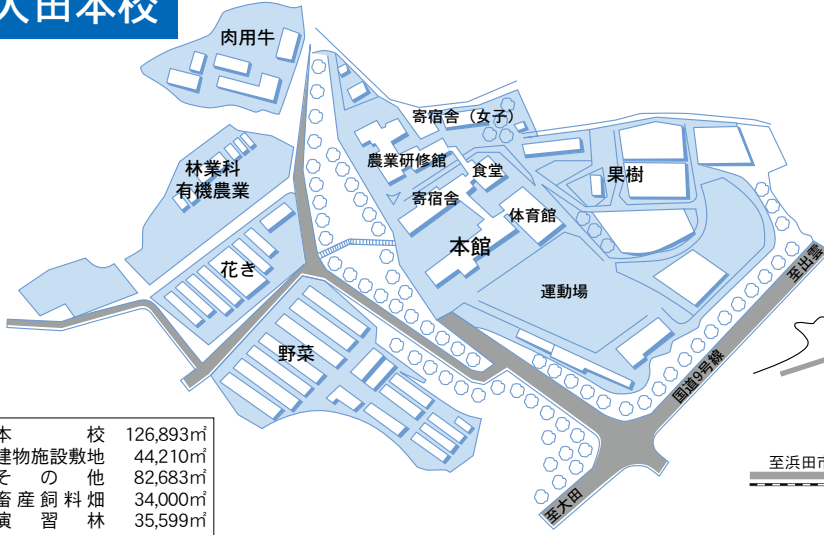 大田本校
肉用牛
寄宿舎（女子）
農業研修館
食堂
果樹
林業科
有機農業
寄宿舎
体育館
本館
花き
運動場
至出雲
野菜
国道9号線
本校 126,893㎡
建物施設敷地 44,210㎡
その他 82,683㎡
畜産飼料畑 34,000㎡
演習林 35,599㎡
至浜田市
至大田